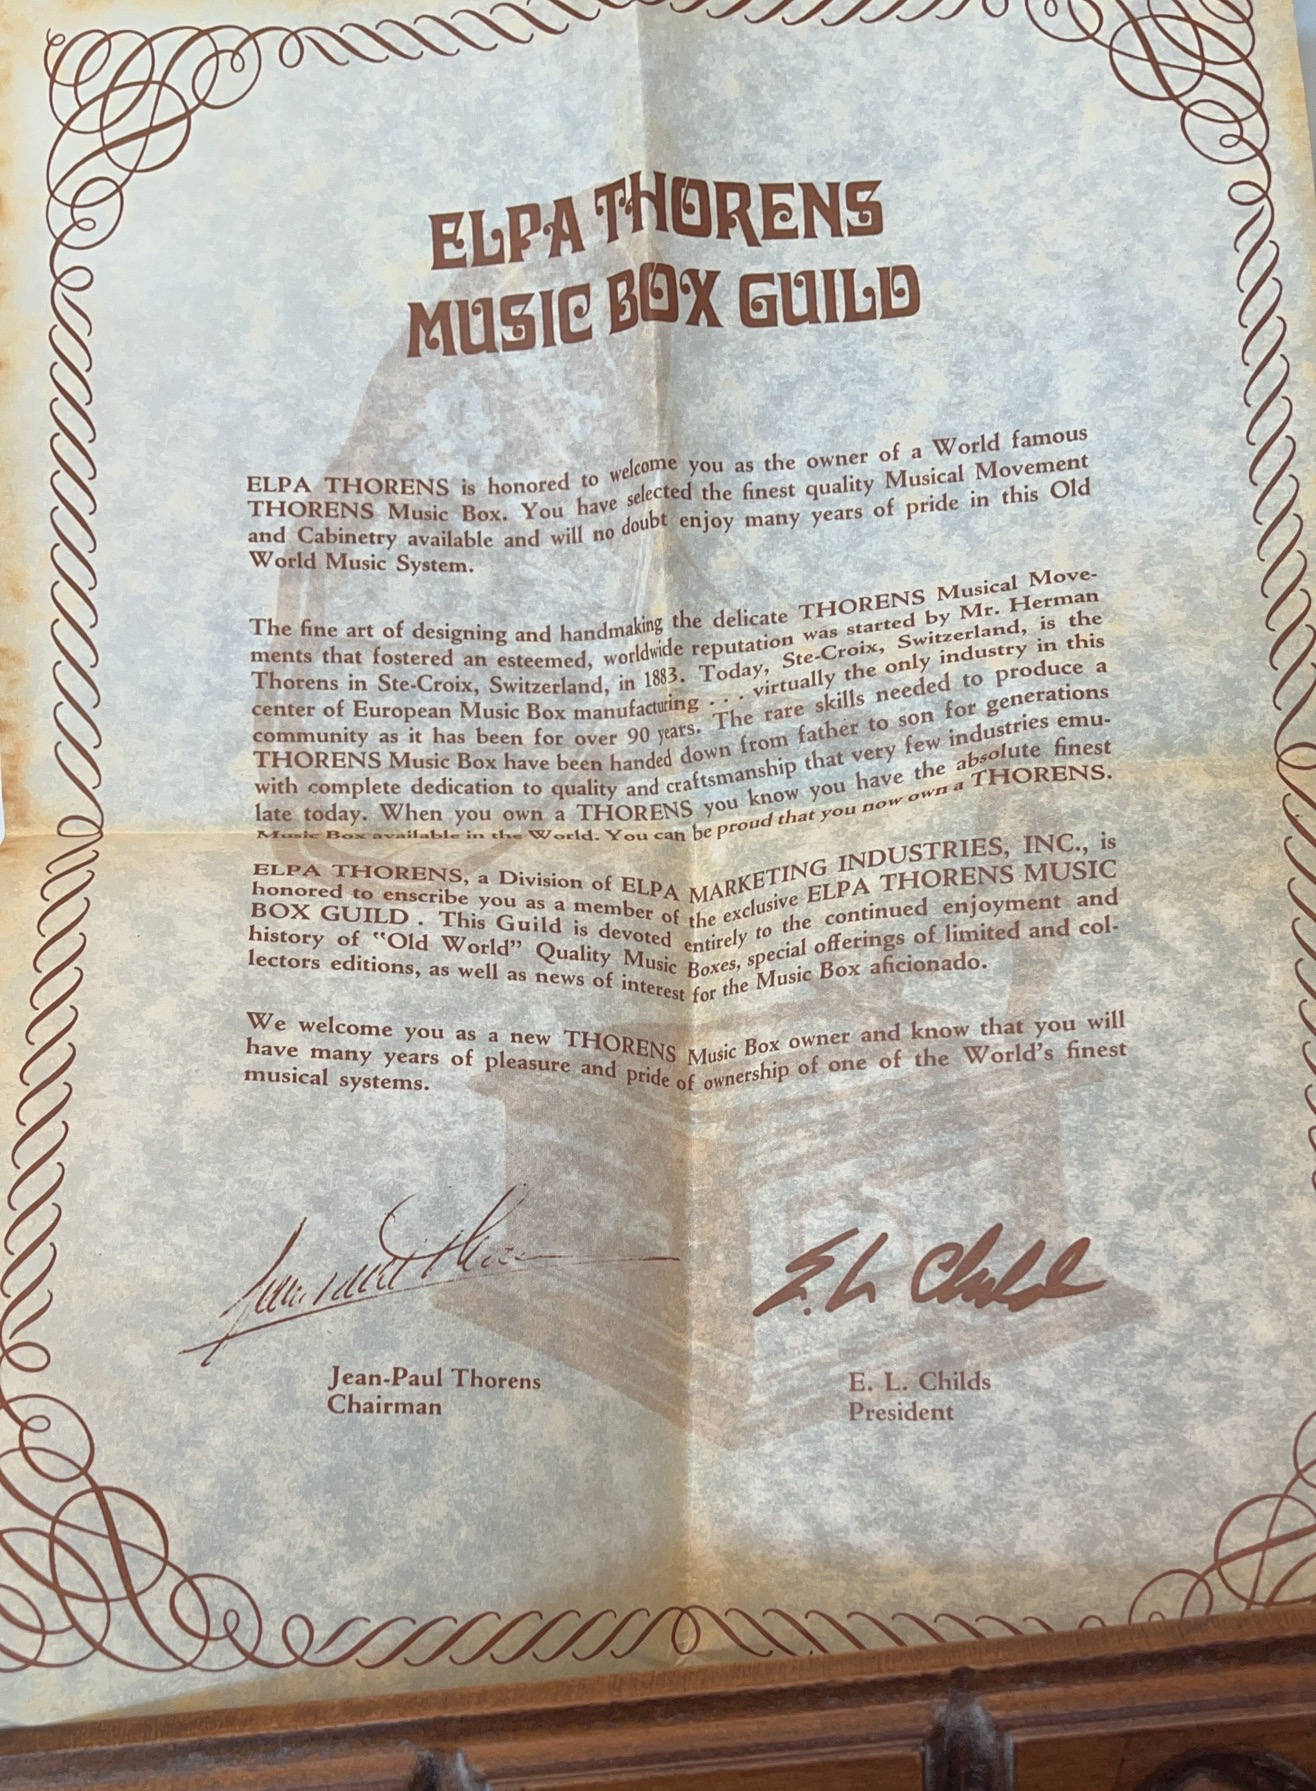 ELPA THORENS
MUSIC BOX GUILD
ELPA THORENS is honored to welcome you as the owner of a World famous
THORENS Music Box. You have selected the finest quality Musical Movement
and Cabinetry available and will no doubt enjoy many years of pride in this Old
World Music System.
The fine art of designing and handmaking the delicate THORENS Musical Move-
ments that fostered an esteemed, worldwide reputation was started by Mr. Herman
Thorens in Ste-Croix, Switzerland, in 1883. Today, Ste-Croix, Switzerland, is the
center of European Music Box manufacturing . . . virtually the only industry in this
community as it has been for over 90 years. The rare skills needed to produce a
THORENS Music Box have been handed down from father to son for generations
with complete dedication to quality and craftsmanship that very few industries emu-
late today. When you own a THORENS you know you have the absolute finest
Music Box available in the World. You can be proud that you now own a THORENS.
ELPA THORENS, a Division of ELPA MARKETING INDUSTRIES, INC., is
honored to enscribe you as a member of the exclusive ELPA THORENS MUSIC
BOX GUILD . This Guild is devoted entirely to the continued enjoyment and
history of “Old World” Quality Music Boxes, special offerings of limited and col-
lectors editions, as well as news of interest for the Music Box aficionado.
We welcome you as a new THORENS Music Box owner and know that you will
have many years of pleasure and pride of ownership of one of the World’s finest
musical systems.
E. L. Childs
Jean-Paul Thorens
Chairman
E. L. Childs
President